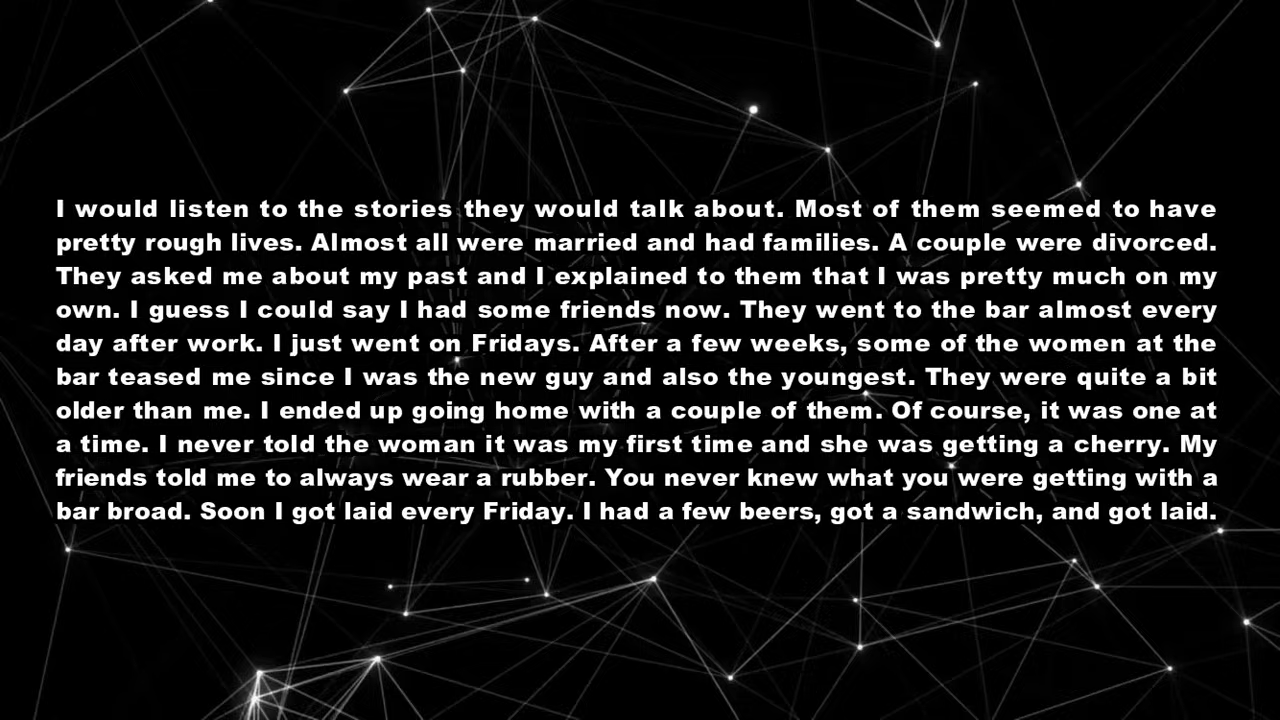 I would listen to the stories they would talk about. Most of them seemed to have
pretty rough lives. Almost all were married and had families. A couple were divorced.
They asked me about my past and I explained to them that I was pretty much on my
own. I guess I could say I had some friends now. They went to the bar almost every
day after work. I just went on Fridays. After a few weeks, some of the women at the
bar teased me since I was the new guy and also the youngest. They were quite a bit
older than me. I ended up going home with a couple of them. Of course, it was one at
a time. I never told the woman it was my first time and she was getting a cherry. My
friends told me to always wear a rubber. You never knew what you were getting with a
bar broad. Soon I got laid every Friday. I had a few beers, got a sandwich, and got laid.